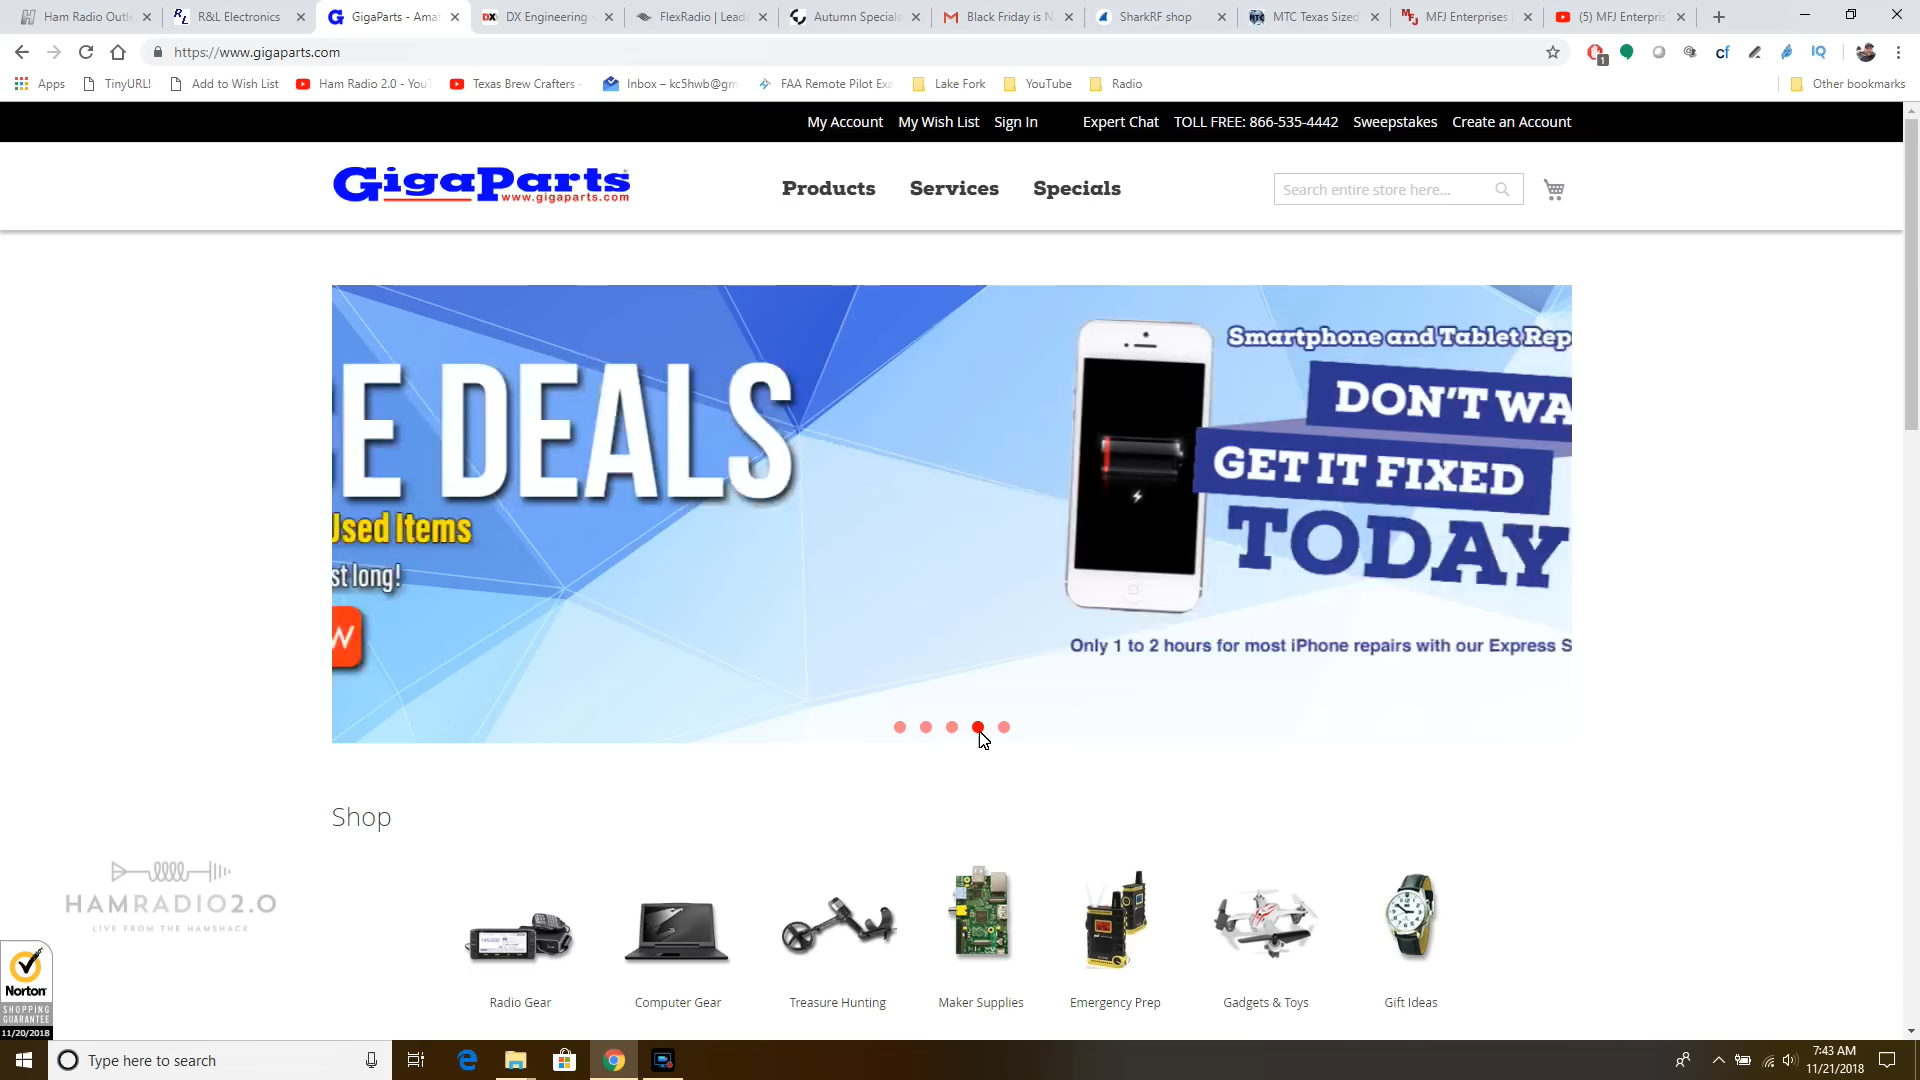 Ham Radio Outle
R&L Electronics
GigaParts - Amat
DX Engineering -
FlexRadio | Lead
Autumn Specials
Black Friday is N
SharkRF shop
MTC Texas Sized
MFJ Enterprises
(5) MFJ Enterpris
https://www.gigaparts.com
1
cf
IQ
Apps
TinyURL!
Add to Wish List
Ham Radio 2.0 - YouT
Texas Brew Crafters -
Inbox – kc5hwb@gm
FAA Remote Pilot Exa
Lake Fork
YouTube
Radio
Other bookmarks
My Account My Wish List Sign In Expert Chat TOLL FREE: 866-535-4442 Sweepstakes Create an Account
GigaParts
www.gigaparts.com
Products Services Specials
Search entire store here...
E DEALS
Used Items
st long!
W
Smartphone and Tablet Rep
DON'T WA
GET IT FIXED
TODAY
Only 1 to 2 hours for most iPhone repairs with our Express S
Shop
HAMRADIO2.0
LIVE FROM THE HAMSHACK
Radio Gear
Computer Gear
Treasure Hunting
Maker Supplies
Emergency Prep
Gadgets & Toys
Gift Ideas
Norton
SHOPPING
GUARANTEE
11/20/2018
Type here to search
7:43 AM
11/21/2018